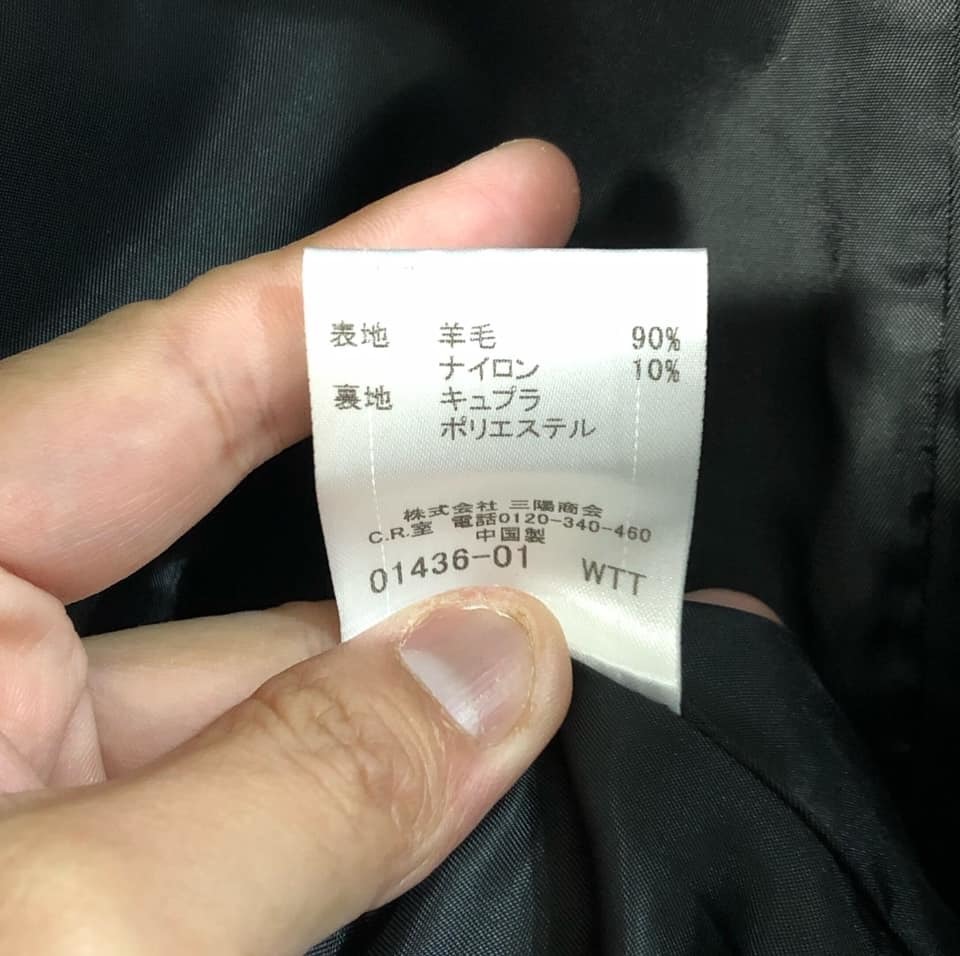 表地 羊毛 90%
ナイロン 10%
裏地 キュプラ
ポリエステル
株式会社 三陽商会
C.R.室 電話0120-340-460
中国製
01436-01 WTT